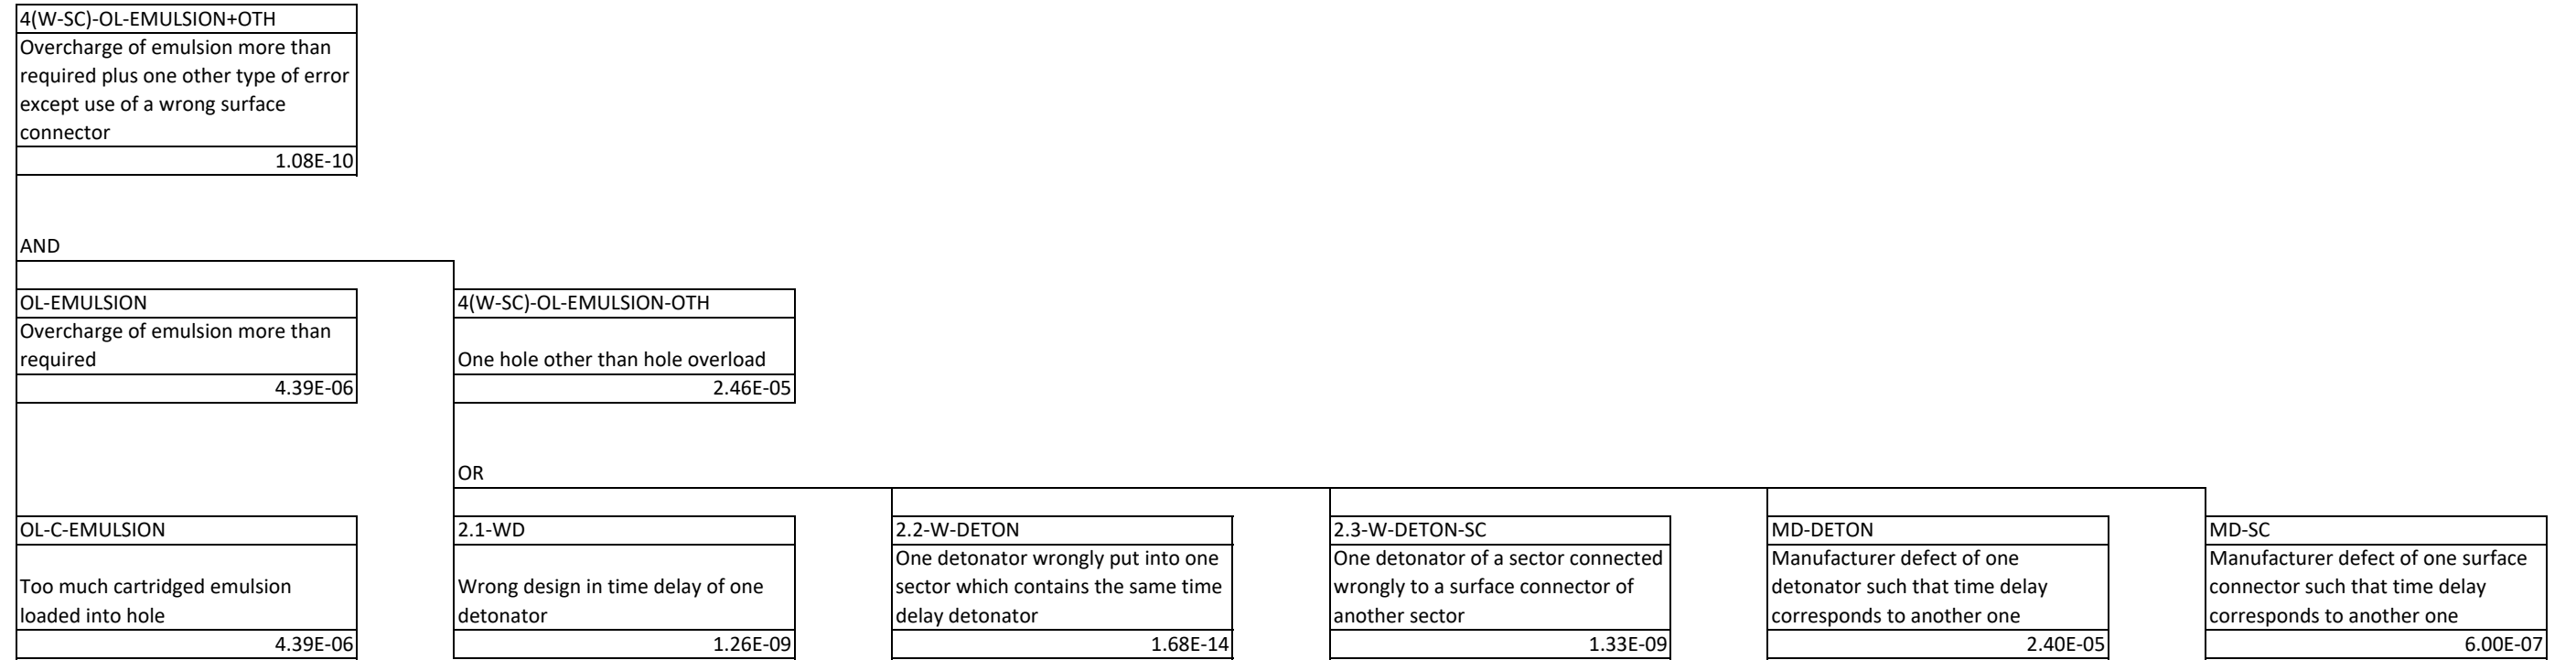 4(W-SC)-OL-EMULSION+OTH
Overcharge of emulsion more than
required plus one other type of error
except use of a wrong surface
connector
1.08E-10
AND
OL-EMULSION
Overcharge of emulsion more than
required
4.39E-06
4(W-SC)-OL-EMULSION-OTH
One hole other than hole overload
2.46E-05
OR
OL-C-EMULSION
Too much cartridged emulsion
loaded into hole
4.39E-06
2.1-WD
Wrong design in time delay of one
detonator
1.26E-09
2.2-W-DETON
One detonator wrongly put into one
sector which contains the same time
delay detonator
1.68E-14
2.3-W-DETON-SC
One detonator of a sector connected
wrongly to a surface connector of
another sector
1.33E-09
MD-DETON
Manufacturer defect of one
detonator such that time delay
corresponds to another one
2.40E-05
MD-SC
Manufacturer defect of one surface
connector such that time delay
corresponds to another one
6.00E-07